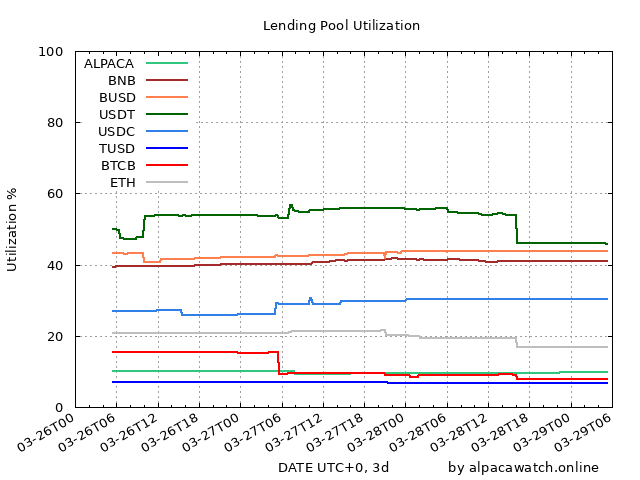 Lending Pool Utilization
100
80
60
40
20
0
Utilization %
ALPACA
BNB
BUSD
USDT
USDC
TUSD
BTCB
ETH
03-26T00
03-26T06
03-26T12
03-26T18
03-27T00
03-27T06
03-27T12
03-27T18
03-28T00
03-28T06
03-28T12
03-28T18
03-29T00
03-29T06
DATE UTC+0, 3d
by alpacawatch.online